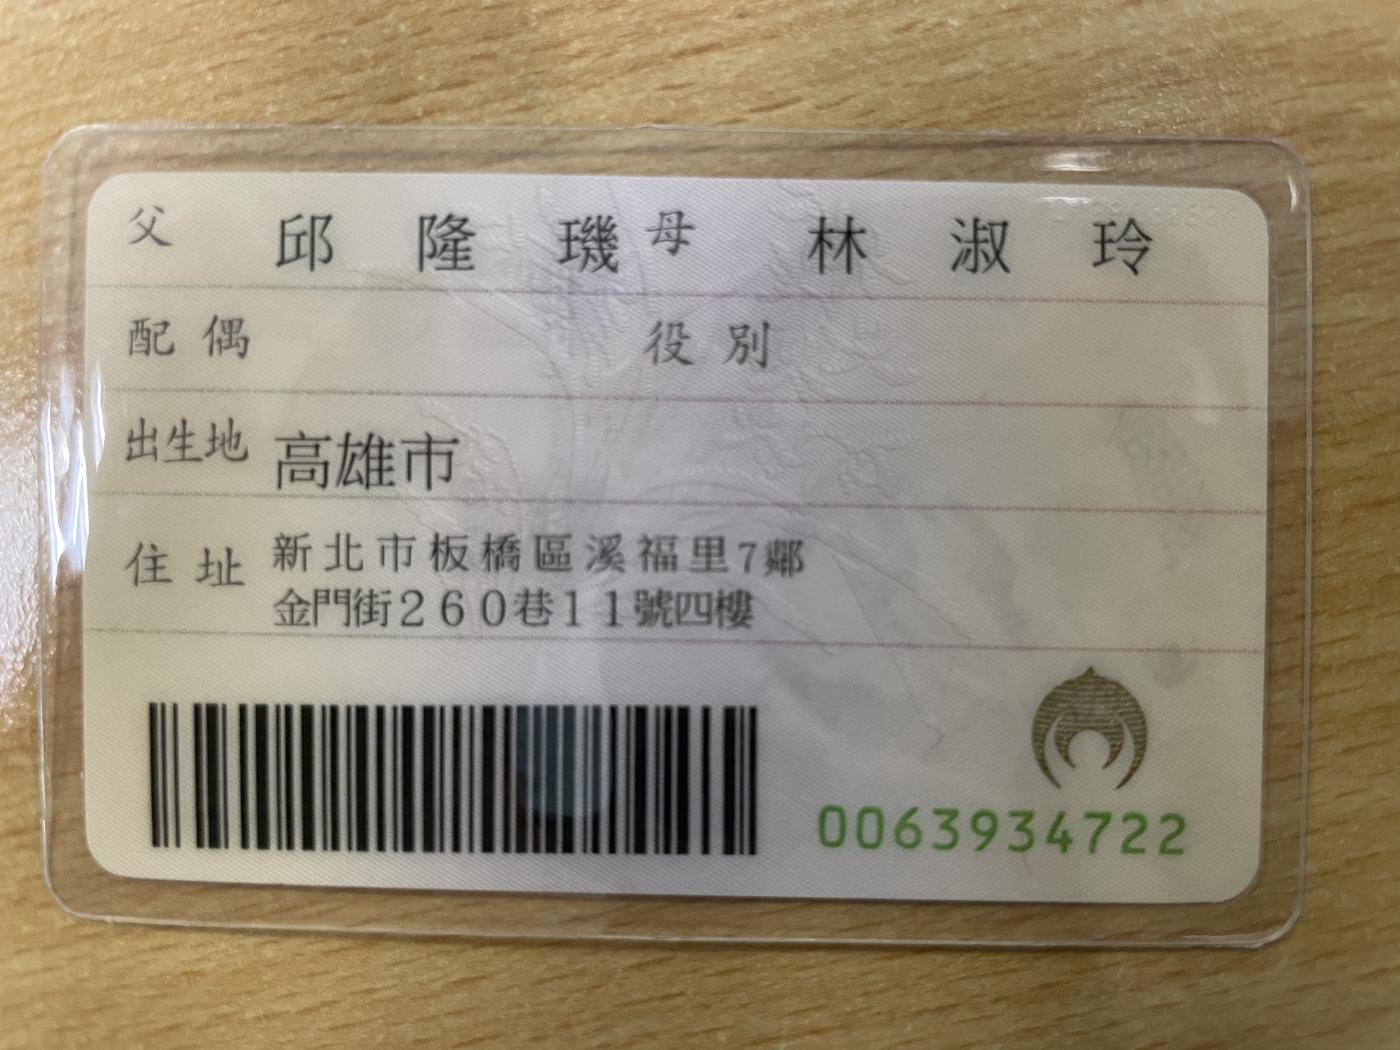 父 邱隆璣 母 林淑玲
配偶 役別
出生地 高雄市
住址 新北市板橋區溪福里7鄰
金門街260巷11號四樓
0063934722